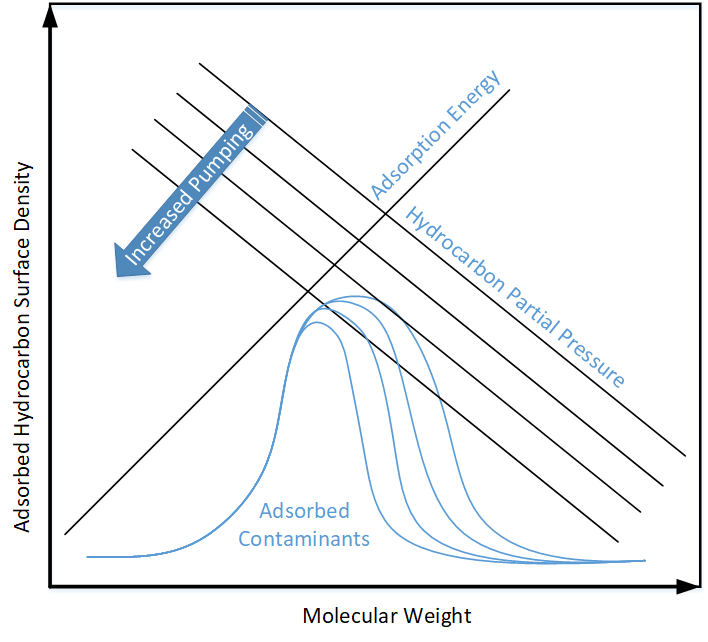 Adsorption Energy
Increased Pumping
Hydrocarbon Partial Pressure
Adsorbed Hydrocarbon Surface Density
Adsorbed
Contaminants
Molecular Weight